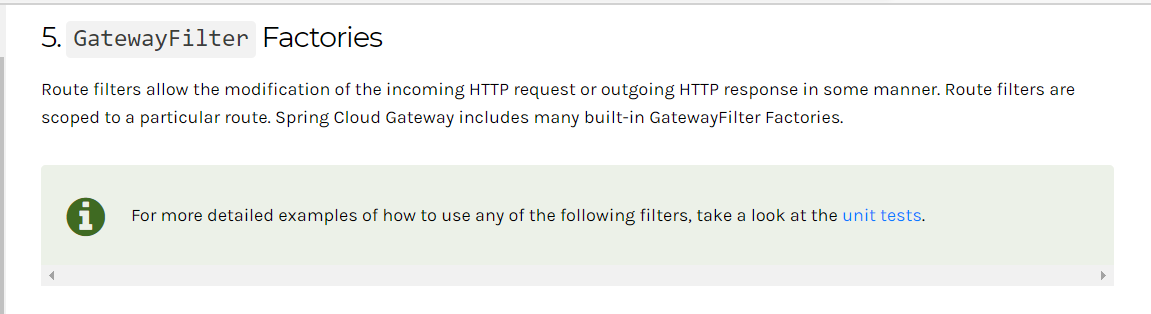 5. GatewayFilter Factories
Route filters allow the modification of the incoming HTTP request or outgoing HTTP response in some manner. Route filters are
scoped to a particular route. Spring Cloud Gateway includes many built-in GatewayFilter Factories.
For more detailed examples of how to use any of the following filters, take a look at the unit tests.